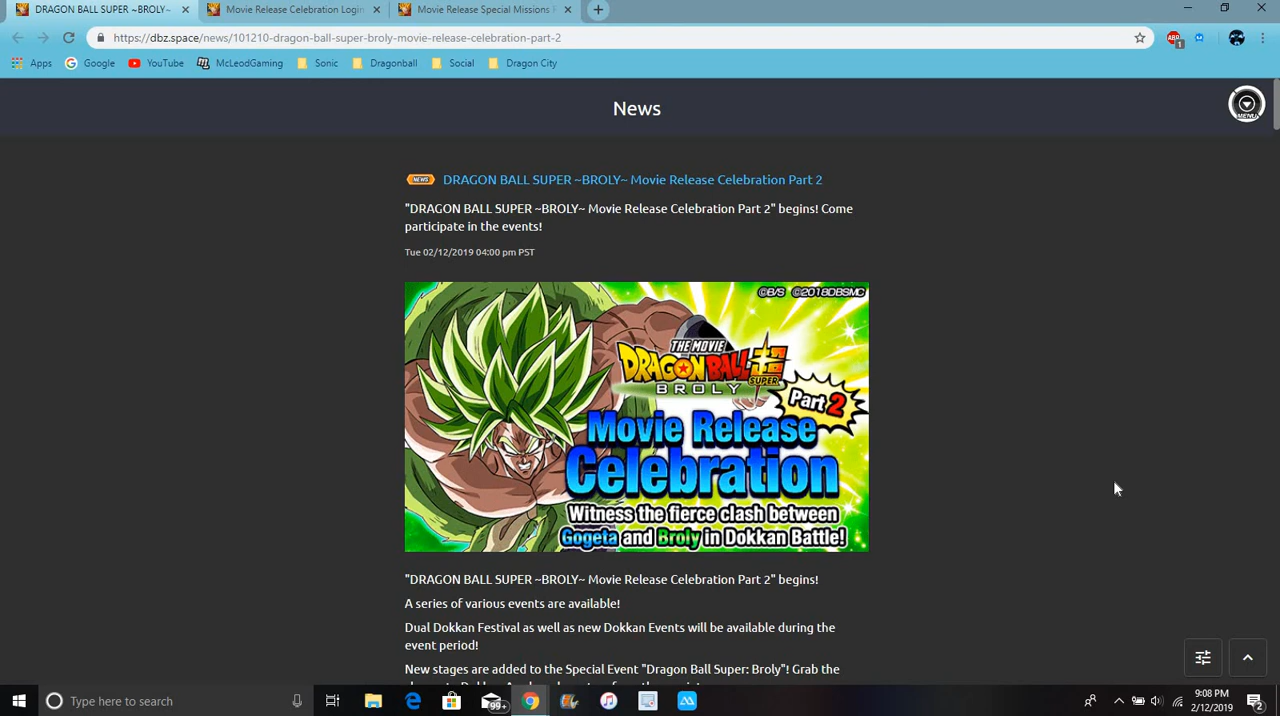 DRAGON BALL SUPER ~BROLY~
Movie Release Celebration Login
Movie Release Special Missions
https://dbz.space/news/101210-dragon-ball-super-broly-movie-release-celebration-part-2
1
Apps
Google
YouTube
McLeodGaming
Sonic
Dragonball
Social
Dragon City
News
MENU
NEWS DRAGON BALL SUPER ~BROLY~ Movie Release Celebration Part 2
"DRAGON BALL SUPER ~BROLY~ Movie Release Celebration Part 2" begins! Come
participate in the events!
Tue 02/12/2019 04:00 pm PST
©B/S ©2018DBSMC
THE MOVIE
DRAGON BALL
SUPER
BROLY
Part 2
Movie Release
Celebration
Witness the fierce clash between
Gogeta and Broly in Dokkan Battle!
"DRAGON BALL SUPER ~BROLY~ Movie Release Celebration Part 2" begins!
A series of various events are available!
Dual Dokkan Festival as well as new Dokkan Events will be available during the
event period!
New stages are added to the Special Event "Dragon Ball Super: Broly"! Grab the
Type here to search
99+
9:08 PM
2/12/2019
2